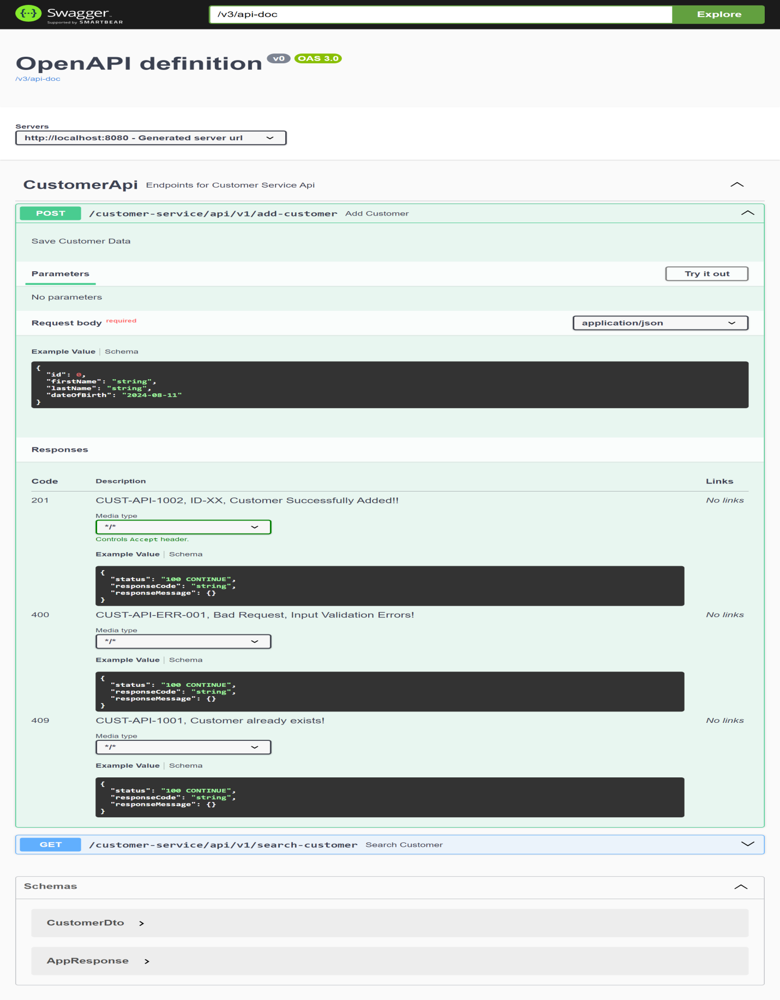 Swagger
Supported by SMARTBEAR
/v3/api-doc
Explore
OpenAPI definition v0 OAS 3.0
/v3/api-doc
Servers
http://localhost:8080 - Generated server url
CustomerApi Endpoints for Customer Service Api
POST /customer-service/api/v1/add-customer Add Customer
Save Customer Data
Parameters Try it out
No parameters
Request body required application/json
Example Value | Schema
{
"id": 0,
"firstName": "string",
"lastName": "string",
"dateOfBirth": "2024-08-11"
}
Responses
Code Description Links
201 CUST-API-1002, ID-XX, Customer Successfully Added!! No links
Media type
*/*
Controls Accept header.
Example Value | Schema
{
"status": "100 CONTINUE",
"responseCode": "string",
"responseMessage": {}
}
400 CUST-API-ERR-001, Bad Request, Input Validation Errors! No links
Media type
*/*
Example Value | Schema
{
"status": "100 CONTINUE",
"responseCode": "string",
"responseMessage": {}
}
409 CUST-API-1001, Customer already exists! No links
Media type
*/*
Example Value | Schema
{
"status": "100 CONTINUE",
"responseCode": "string",
"responseMessage": {}
}
GET /customer-service/api/v1/search-customer Search Customer
Schemas
CustomerDto >
AppResponse >